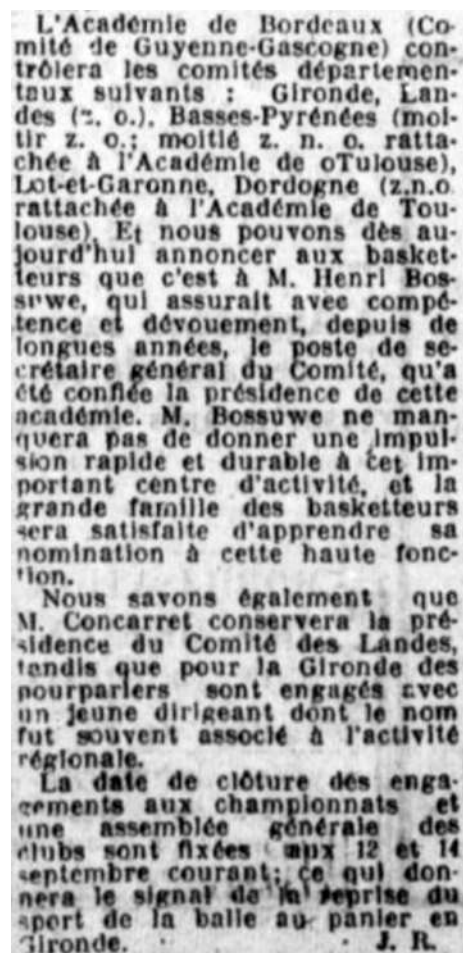 L'Académie de Bordeaux (Co-
mité de Guyenne-Gascogne) con-
trôlera les comités départemen-
taux suivants : Gironde, Lan-
des (z. o.), Basses-Pyrénées (moi-
tir z. o.; moitié z. n. o. ratta-
chée à l'Académie de oTulouse),
Lot-et-Garonne, Dordogne (z.n.o.
rattachée à l'Académie de Tou-
louse). Et nous pouvons dès au-
jourd'hui annoncer aux basket-
teurs que c'est à M. Henri Bos-
suwe, qui assurait avec compé-
tence et dévouement, depuis de
longues années, le poste de se-
crétaire général du Comité, qu'a
été confiée la présidence de cette
académie. M. Bossuwe ne man-
quera pas de donner une impul-
sion rapide et durable à cet im-
portant centre d'activité, et la
grande famille des basketteurs
sera satisfaite d'apprendre sa
nomination à cette haute fonc-
tion.
Nous savons également que
M. Concarret conservera la pré-
sidence du Comité des Landes,
tandis que pour la Gironde des
pourparlers sont engagés avec
un jeune dirigeant dont le nom
fut souvent associé à l'activité
régionale.
La date de clôture des enga-
gements aux championnats et
une assemblée générale des
clubs sont fixées aux 12 et 14
septembre courant; ce qui don-
nera le signal de la reprise du
sport de la balle au panier en
Gironde. J. R.